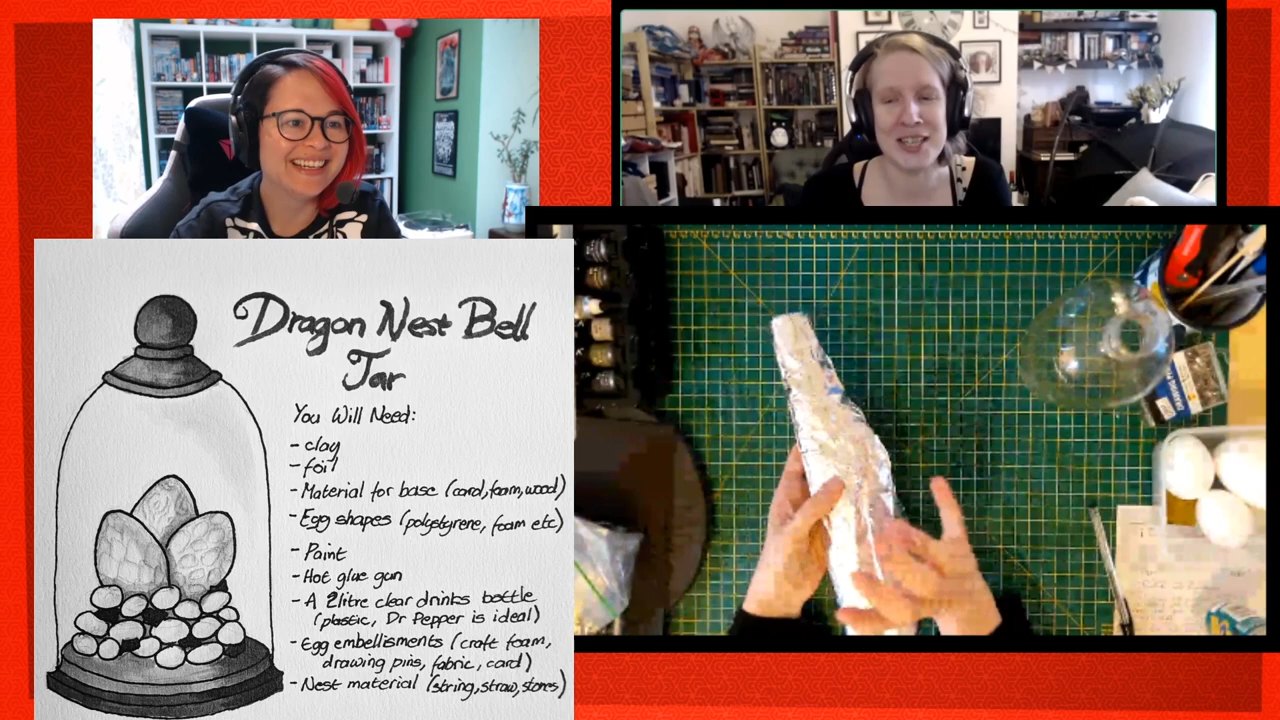 Dragon Nest Bell
Jar
You Will Need:
- clay
- foil
- Material for base (card, foam, wood)
- Egg shapes (polystyrene, foam etc)
- Paint
- Hot glue gun
- A 2litre clear drinks bottle
(plastic, Dr Pepper is ideal)
- Egg embellisments (craft foam,
drawing pins, fabric, card)
- Nest material (string, straw, stones)
DRAWING PINS